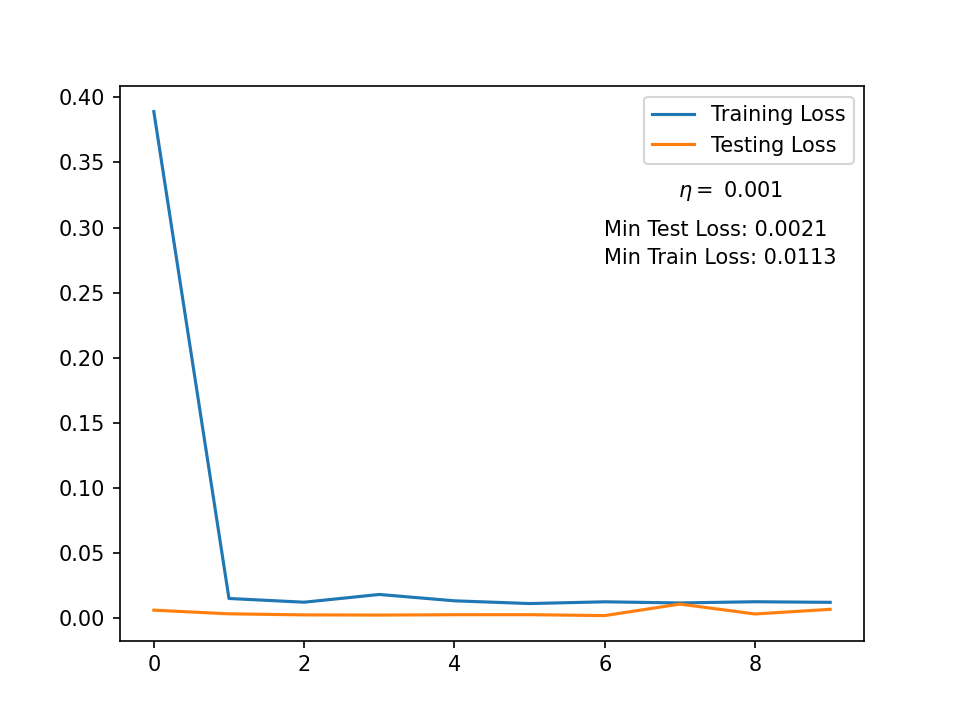 0.40
0.35
0.30
0.25
0.20
0.15
0.10
0.05
0.00
0 2 4 6 8
Training Loss
Testing Loss
η = 0.001
Min Test Loss: 0.0021
Min Train Loss: 0.0113